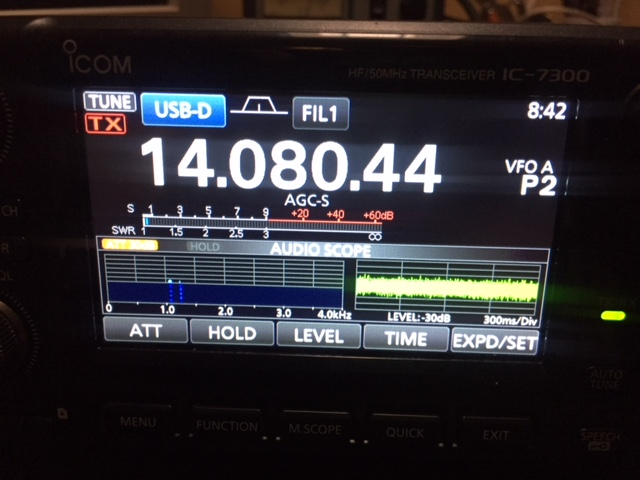 ICOM
HF/50MHz TRANSCEIVER IC-7300
TUNE USB-D FIL1 8:42
TX
14.080.44
VFO A
P2
AGC-S
S 1 . 3 . 5 . 7 . 9 +20 +40 +60dB
SWR 1 1.5 2 2.5 3 ∞
HOLD AUDIO SCOPE
0 1.0 2.0 3.0 4.0kHz LEVEL:-30dB 300ms/Div
ATT HOLD LEVEL TIME EXPD/SET
AUTO
TUNE
MENU FUNCTION M.SCOPE QUICK EXIT
SPEECH
CH